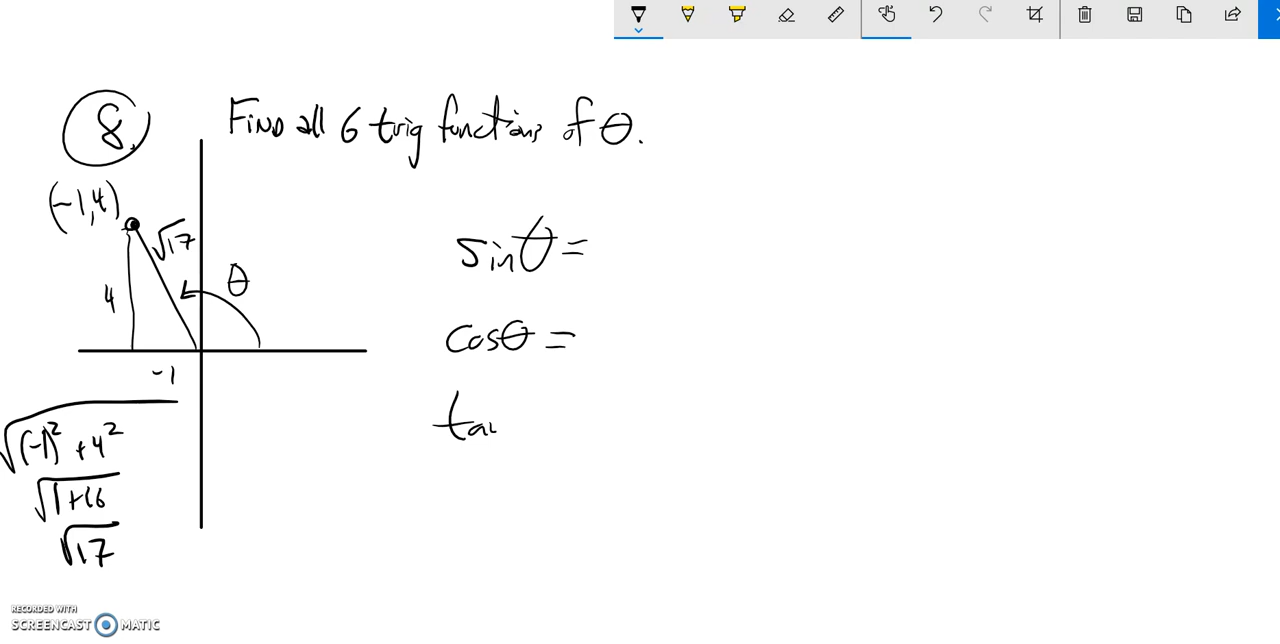 8.
Find all 6 trig functions of θ.
(-1,4)
√17
θ
4
-1
sinθ=
cosθ=
tan
√(-1)² + 4²
√1+16
√17
RECORDED WITH
SCREENCAST MATIC